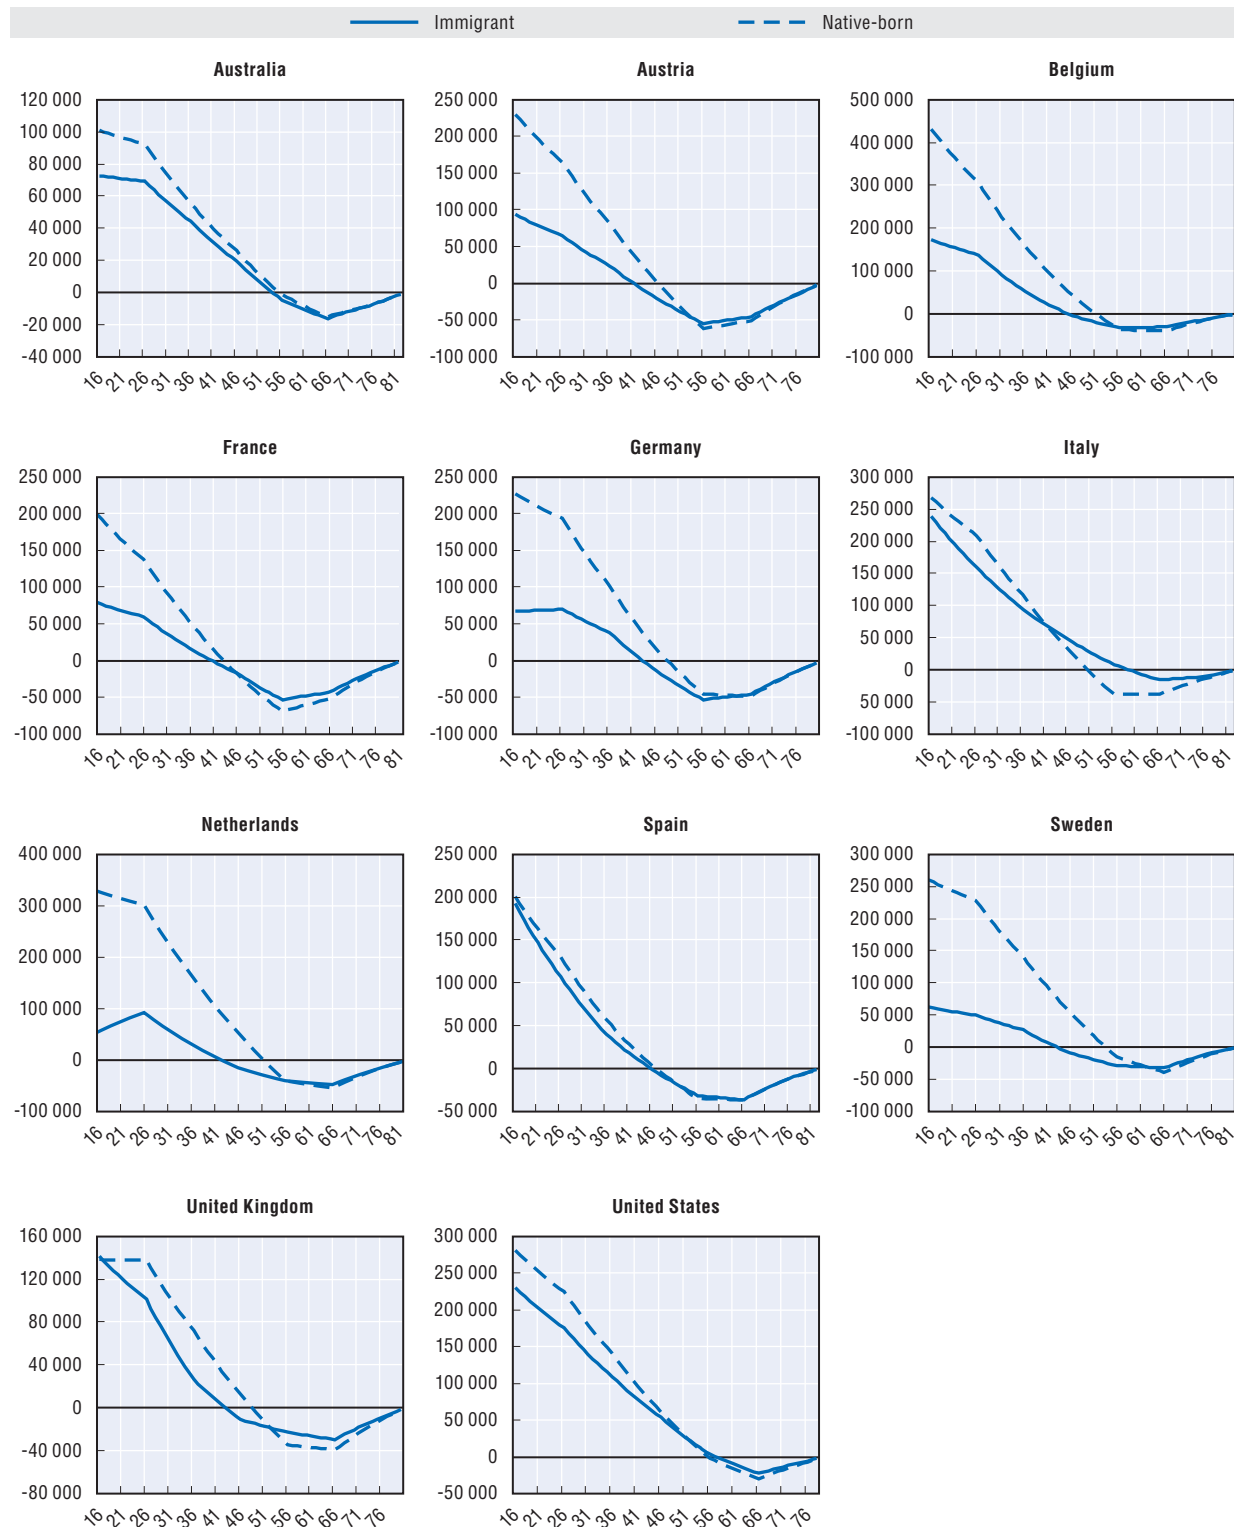 Immigrant Native-born
Australia Austria Belgium
120 000 250 000 500 000
100 000 200 000 400 000
80 000 150 000 300 000
60 000 100 000 200 000
40 000 50 000 100 000
20 000 0 0
0 -50 000 -100 000
-20 000 -100 000
-40 000
16 21 26 31 36 41 46 51 56 61 66 71 76 81 16 21 26 31 36 41 46 51 56 61 66 71 76 16 21 26 31 36 41 46 51 56 61 66 71 76
France Germany Italy
250 000 250 000 300 000
200 000 200 000 250 000
150 000 150 000 200 000
100 000 100 000 150 000
50 000 50 000 100 000
0 0 50 000
-50 000 -50 000 0
-100 000 -100 000 50 000
-100 000
16 21 26 31 36 41 46 51 56 61 66 71 76 81 16 21 26 31 36 41 46 51 56 61 66 71 76 16 21 26 31 36 41 46 51 56 61 66 71 76 81
Netherlands Spain Sweden
400 000 250 000 300 000
300 000 200 000 250 000
200 000 150 000 200 000
100 000 100 000 150 000
0 50 000 100 000
-100 000 0 50 000
-50 000 0
-50 000
-100 000
16 21 26 31 36 41 46 51 56 61 66 71 76 81 16 21 26 31 36 41 46 51 56 61 66 71 76 81 16 21 26 31 36 41 46 51 56 61 66 71 76 81
United Kingdom United States
160 000 300 000
120 000 250 000
80 000 200 000
40 000 150 000
0 100 000
-40 000 50 000
-80 000 0
-50 000
16 21 26 31 36 41 46 51 56 61 66 71 76 16 21 26 31 36 41 46 51 56 61 66 71 76